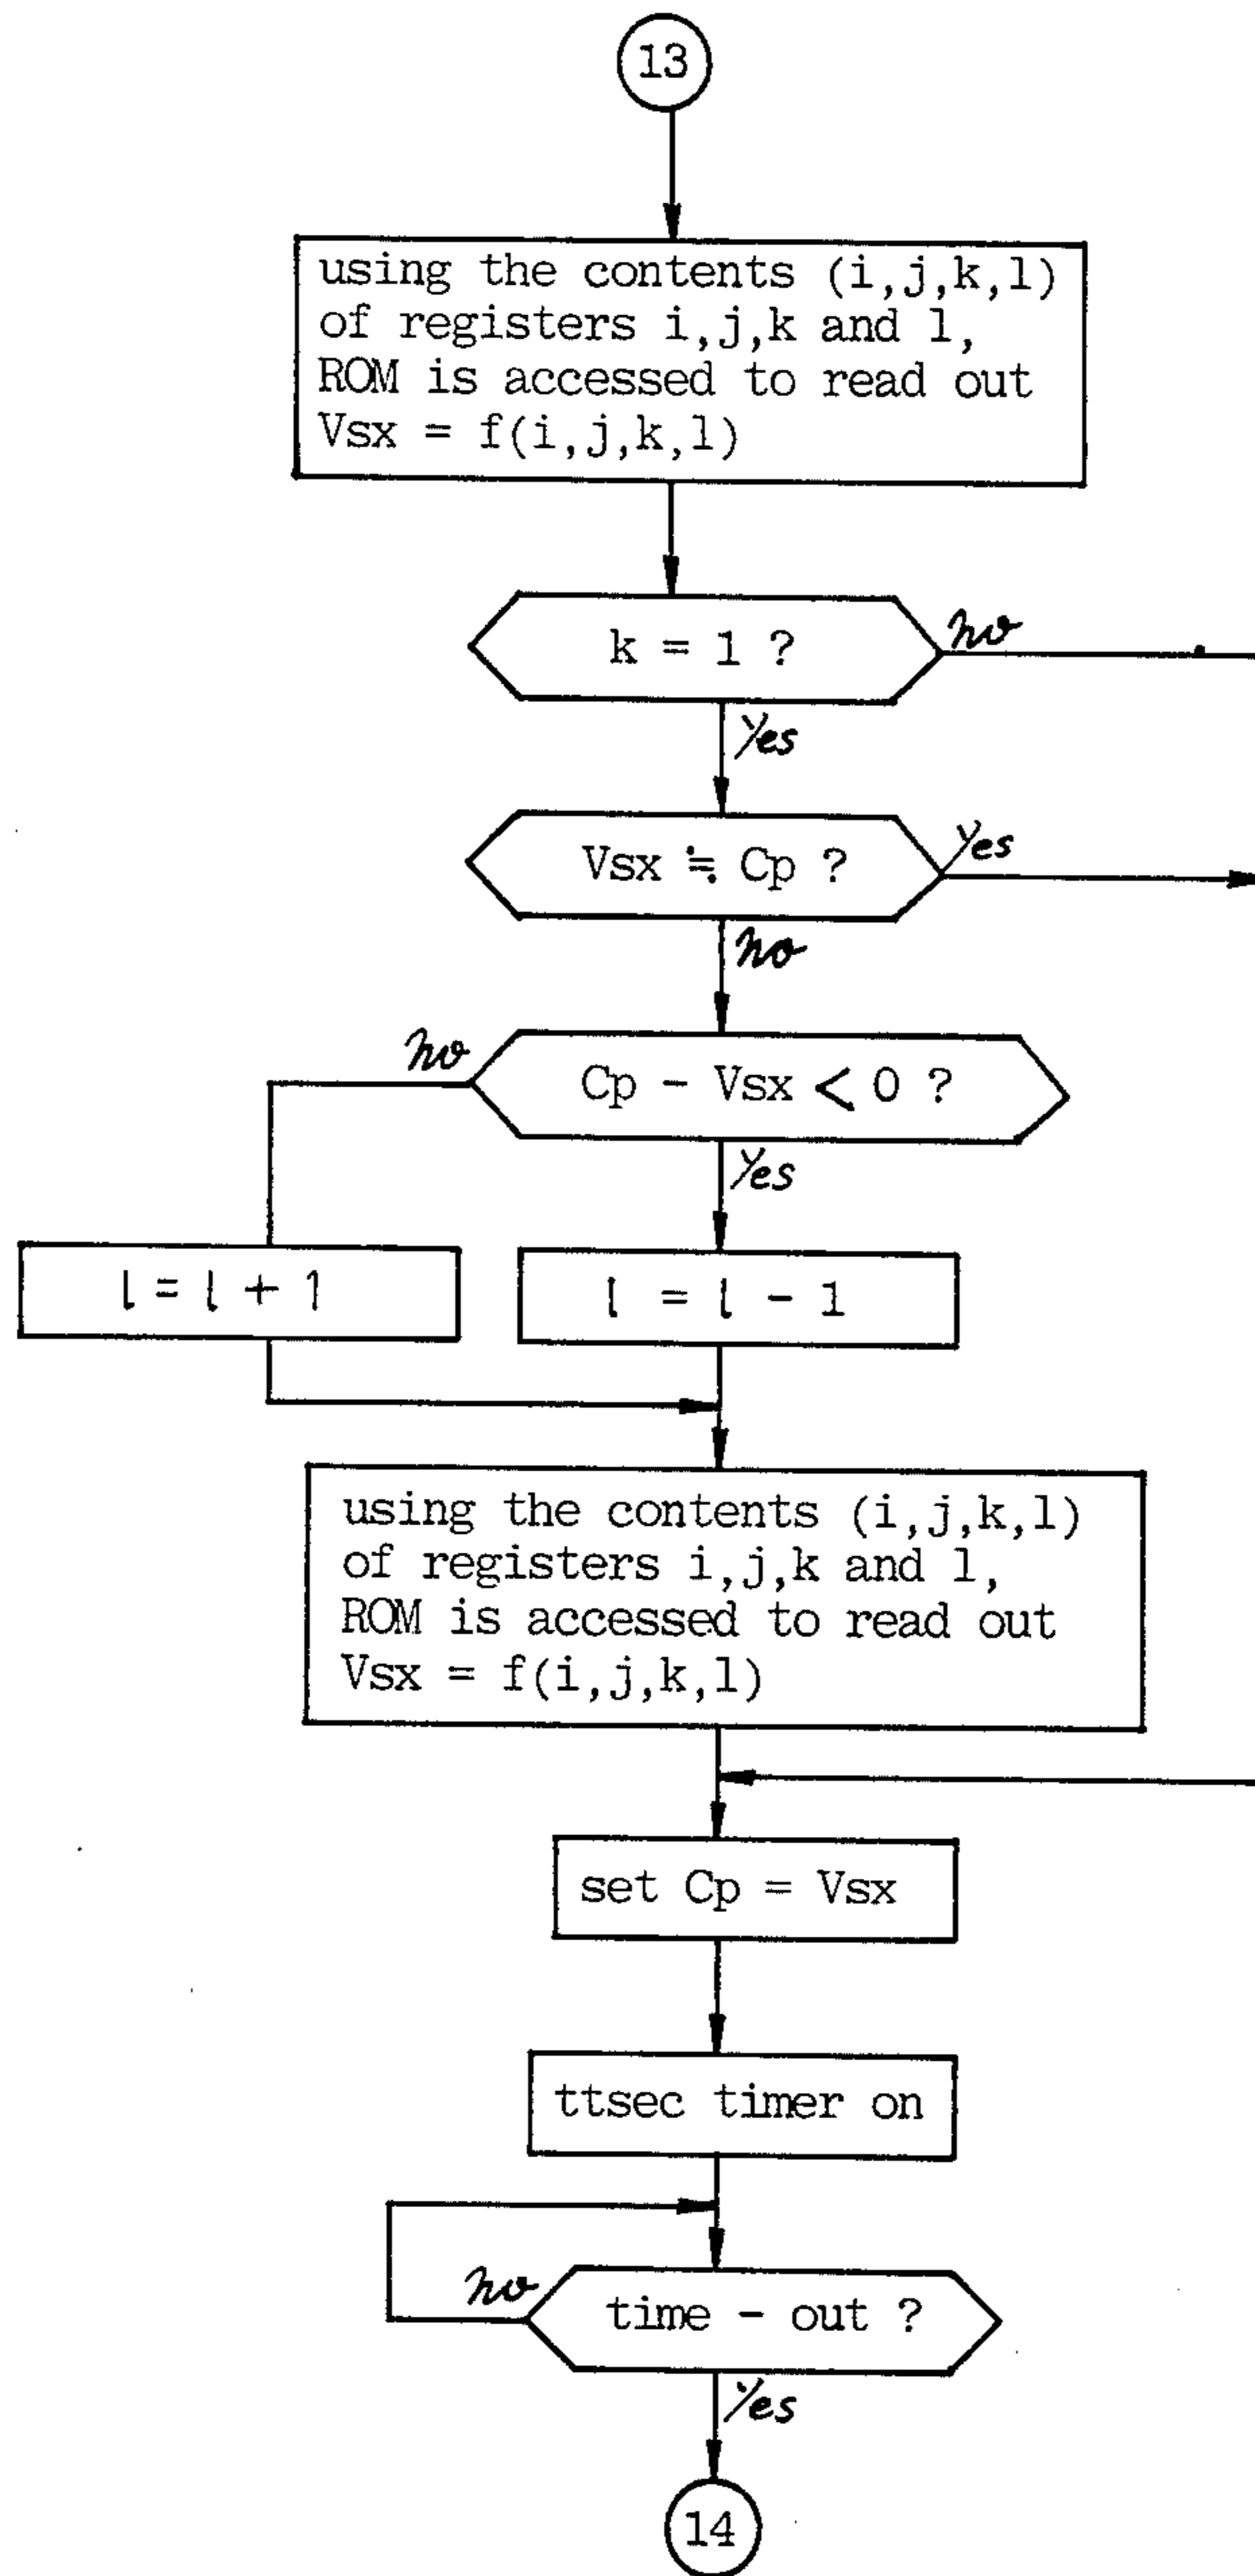 13
using the contents (i,j,k,l)
of registers i,j,k and l,
ROM is accessed to read out
Vsx = f(i,j,k,l)
k = 1 ?
no
Yes
Vsx ≒ Cp ?
Yes
no
no
Cp - Vsx < 0 ?
Yes
l = l + 1
l = l - 1
using the contents (i,j,k,l)
of registers i,j,k and l,
ROM is accessed to read out
Vsx = f(i,j,k,l)
set Cp = Vsx
ttsec timer on
no
time - out ?
Yes
14